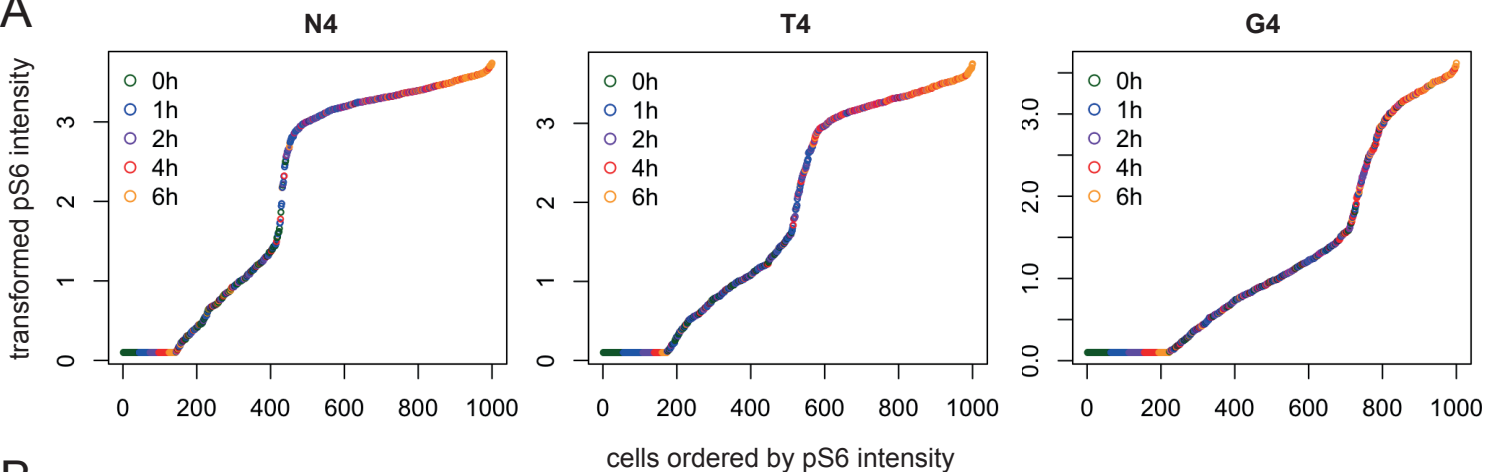 A
N4
T4
G4
transformed pS6 intensity
0h
1h
2h
4h
6h
0h
1h
2h
4h
6h
0h
1h
2h
4h
6h
3
2
1
0
3
2
1
0
3.0
2.0
1.0
0.0
0 200 400 600 800 1000
0 200 400 600 800 1000
0 200 400 600 800 1000
cells ordered by pS6 intensity